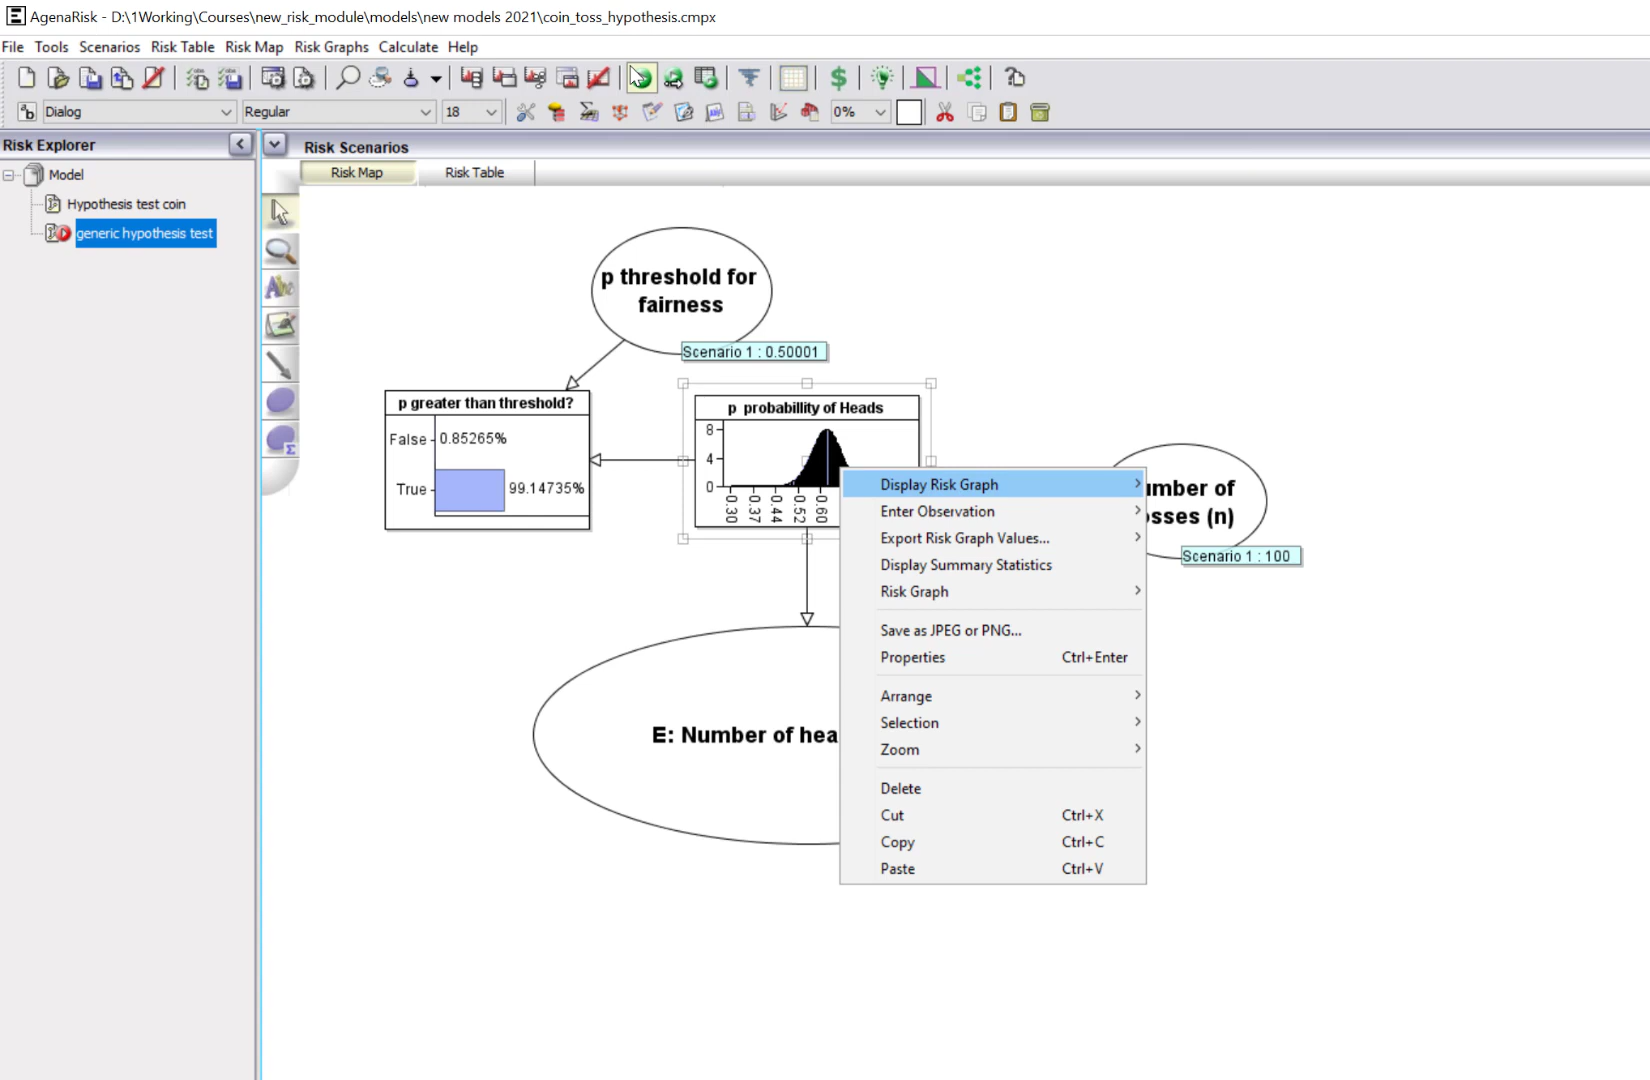 AgenaRisk - D:\1Working\Courses\new_risk_module\models\new models 2021\coin_toss_hypothesis.cmpx
File Tools Scenarios Risk Table Risk Map Risk Graphs Calculate Help
Dialog Regular 18 0%
Risk Explorer
Model
Hypothesis test coin
generic hypothesis test
Risk Scenarios
Risk Map Risk Table
p threshold for
fairness
Scenario 1 : 0.50001
p greater than threshold?
False 0.85265%
True 99.14735%
p probabillity of Heads
8
4
0
0.30 0.37 0.44 0.52 0.60
umber of
sses (n)
Scenario 1 : 100
E: Number of hea
Display Risk Graph
Enter Observation
Export Risk Graph Values...
Display Summary Statistics
Risk Graph
Save as JPEG or PNG...
Properties Ctrl+Enter
Arrange
Selection
Zoom
Delete
Cut Ctrl+X
Copy Ctrl+C
Paste Ctrl+V